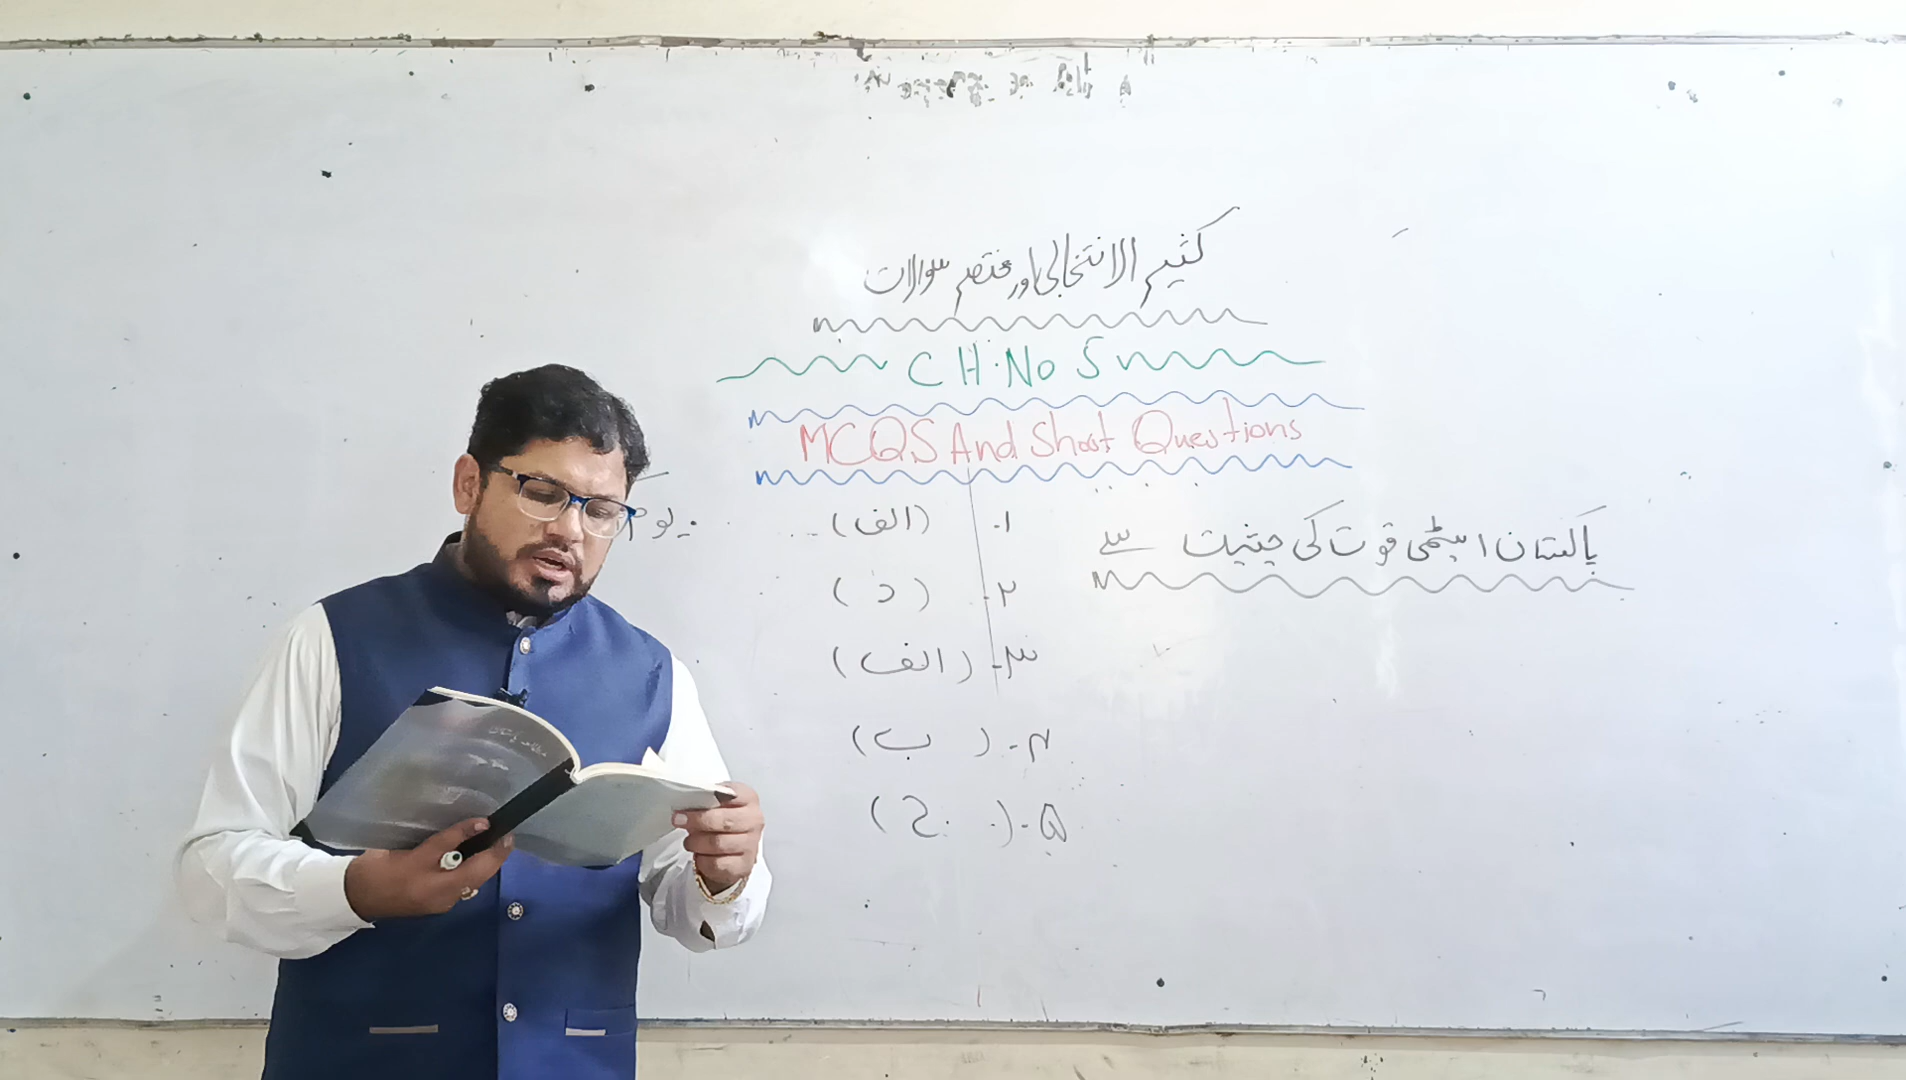 کثیر الانتخابی اور مختصر سوالات
CH.No 5
MCQS And Short Questions
پاکستان ایٹمی قوت کی حیثیت سے
۱۔ (الف)
۲۔ (د)
۳۔ (الف)
۴۔ (ب)
۵۔ (ج)